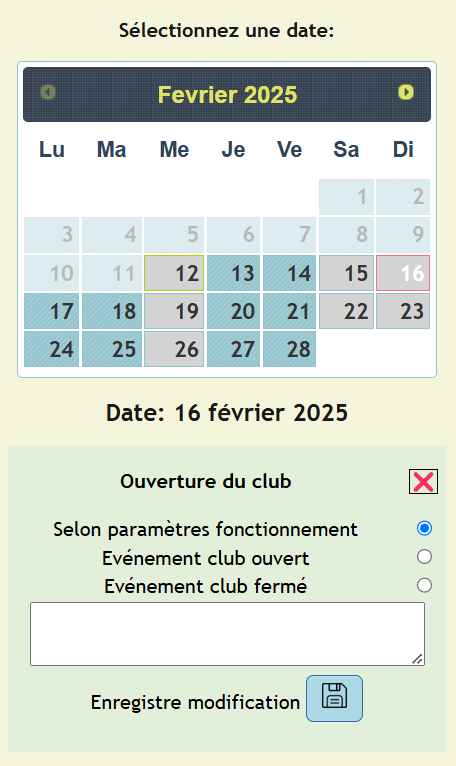 Sélectionnez une date:
Fevrier 2025
Lu Ma Me Je Ve Sa Di
1 2
3 4 5 6 7 8 9
10 11 12 13 14 15 16
17 18 19 20 21 22 23
24 25 26 27 28
Date: 16 février 2025
Ouverture du club
Selon paramètres fonctionnement
Evénement club ouvert
Evénement club fermé
Enregistre modification